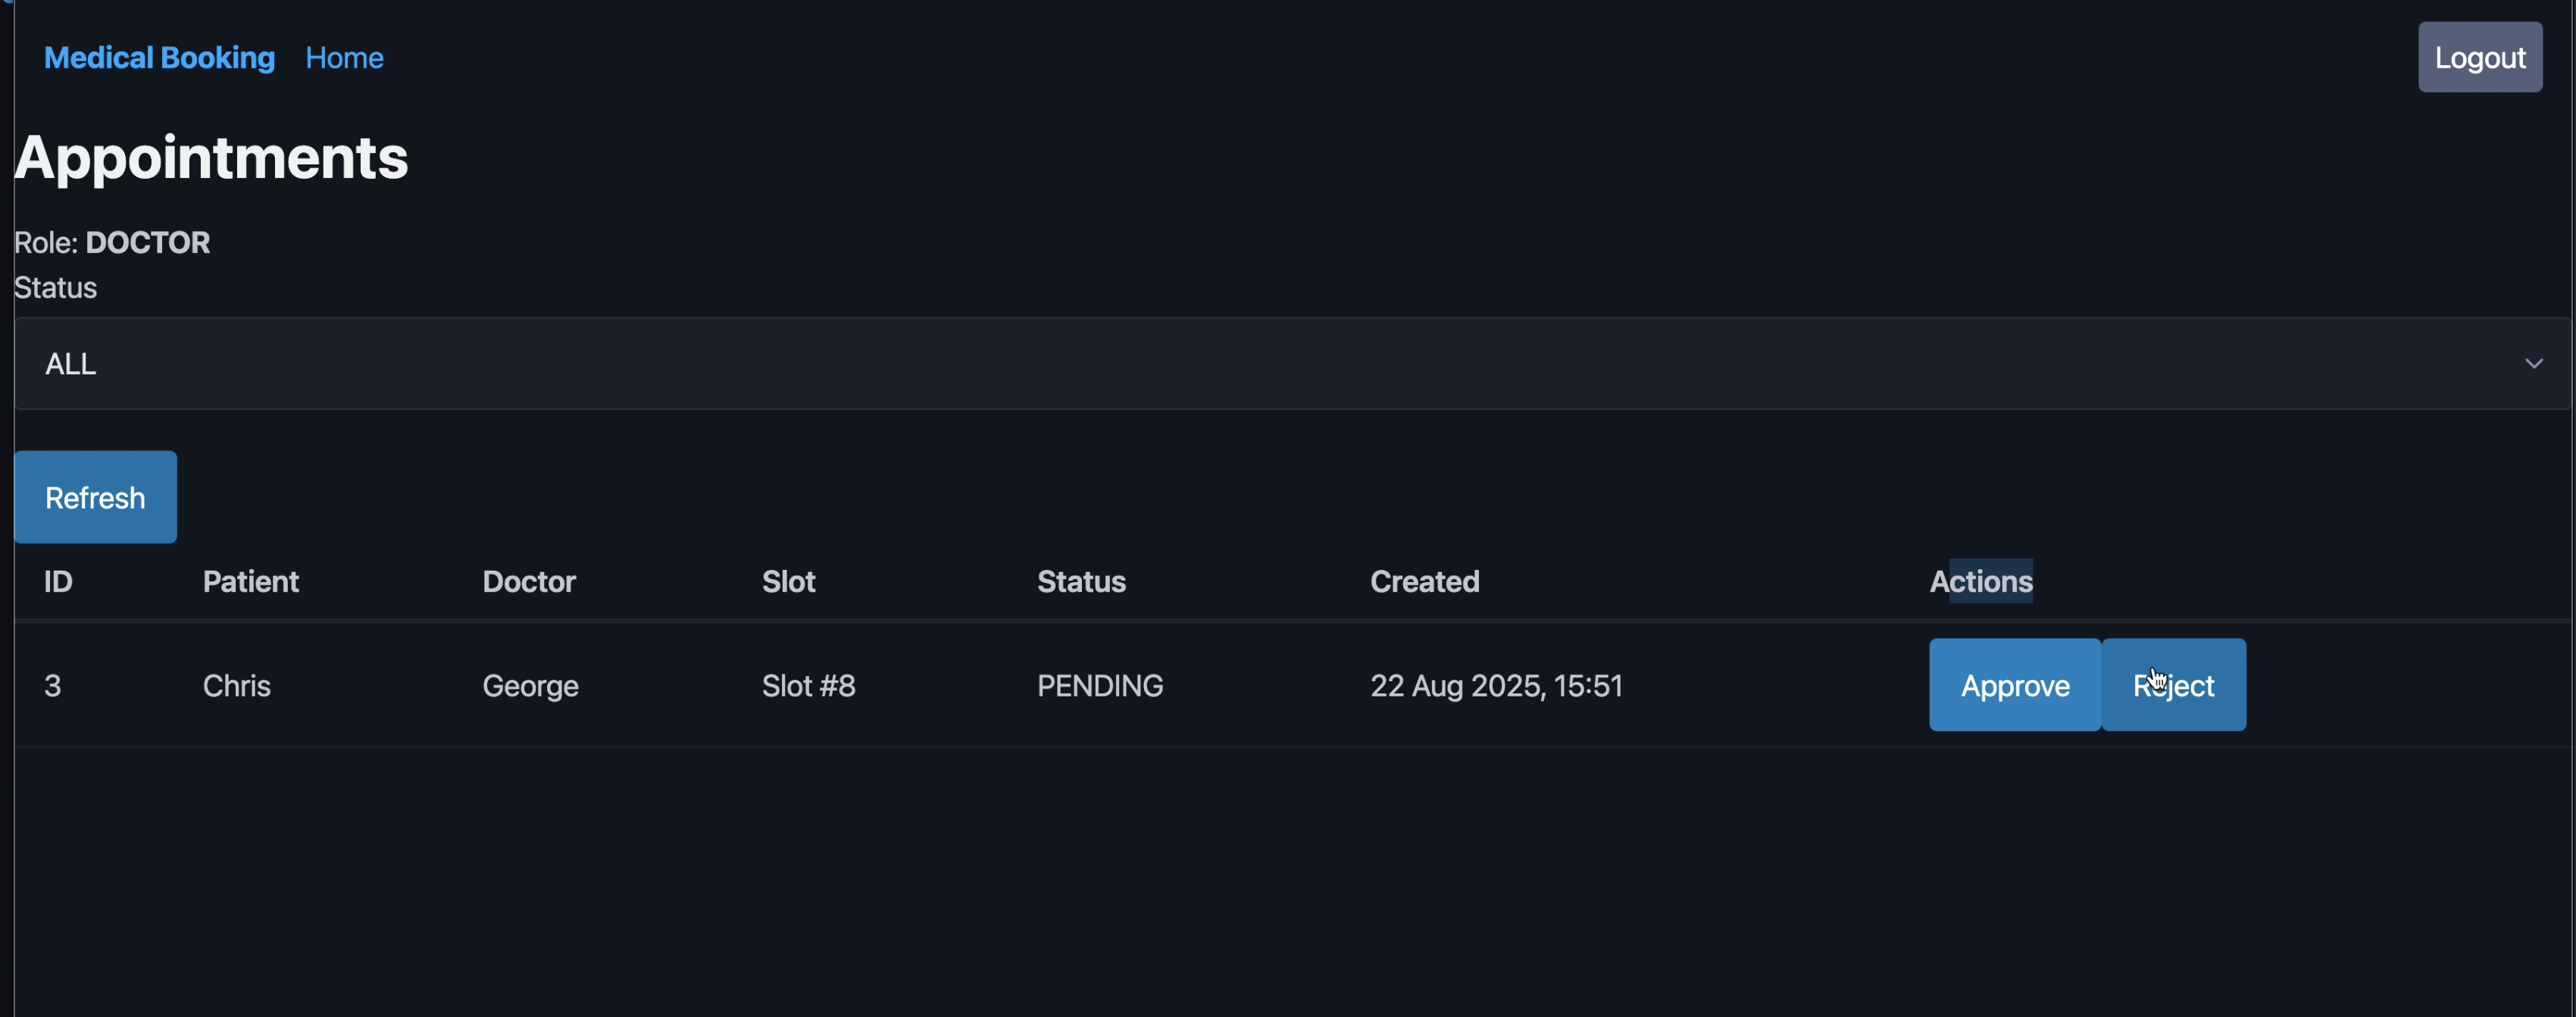 Medical Booking Home Logout
Appointments
Role: DOCTOR
Status
ALL
Refresh
ID Patient Doctor Slot Status Created Actions
3 Chris George Slot #8 PENDING 22 Aug 2025, 15:51 Approve Reject